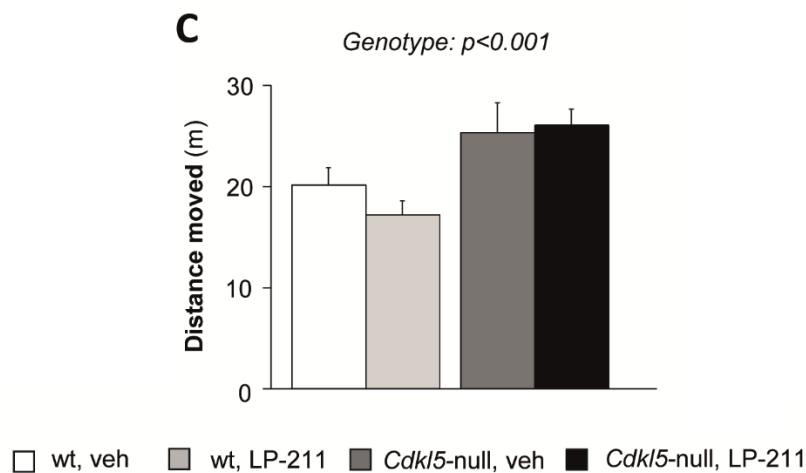 C
Genotype: p<0.001
Distance moved (m)
30
20
10
0
wt, veh
wt, LP-211
Cdkl5-null, veh
Cdkl5-null, LP-211